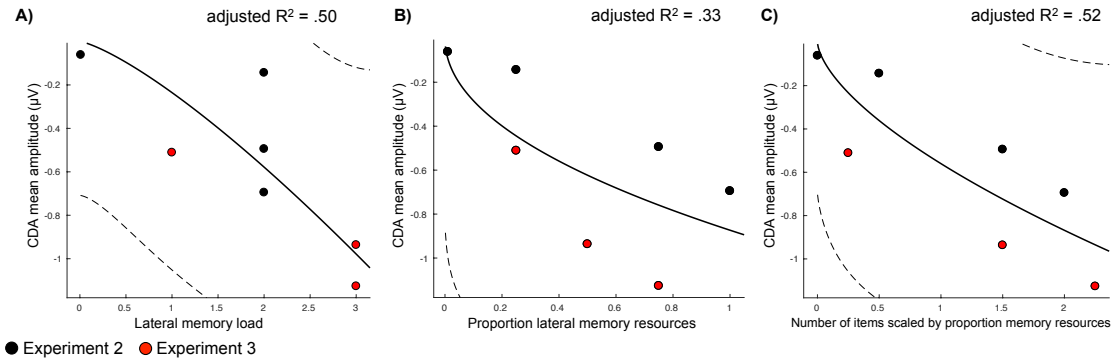 A) adjusted R² = .50
B) adjusted R² = .33
C) adjusted R² = .52
CDA mean amplitude (µV)
-0.2
-0.4
-0.6
-0.8
-1
0 0.5 1 1.5 2 2.5 3
Lateral memory load
CDA mean amplitude (µV)
-0.2
-0.4
-0.6
-0.8
-1
0 0.2 0.4 0.6 0.8 1
Proportion lateral memory resources
CDA mean amplitude (µV)
-0.2
-0.4
-0.6
-0.8
-1
0 0.5 1 1.5 2
Number of items scaled by proportion memory resources
Experiment 2 Experiment 3